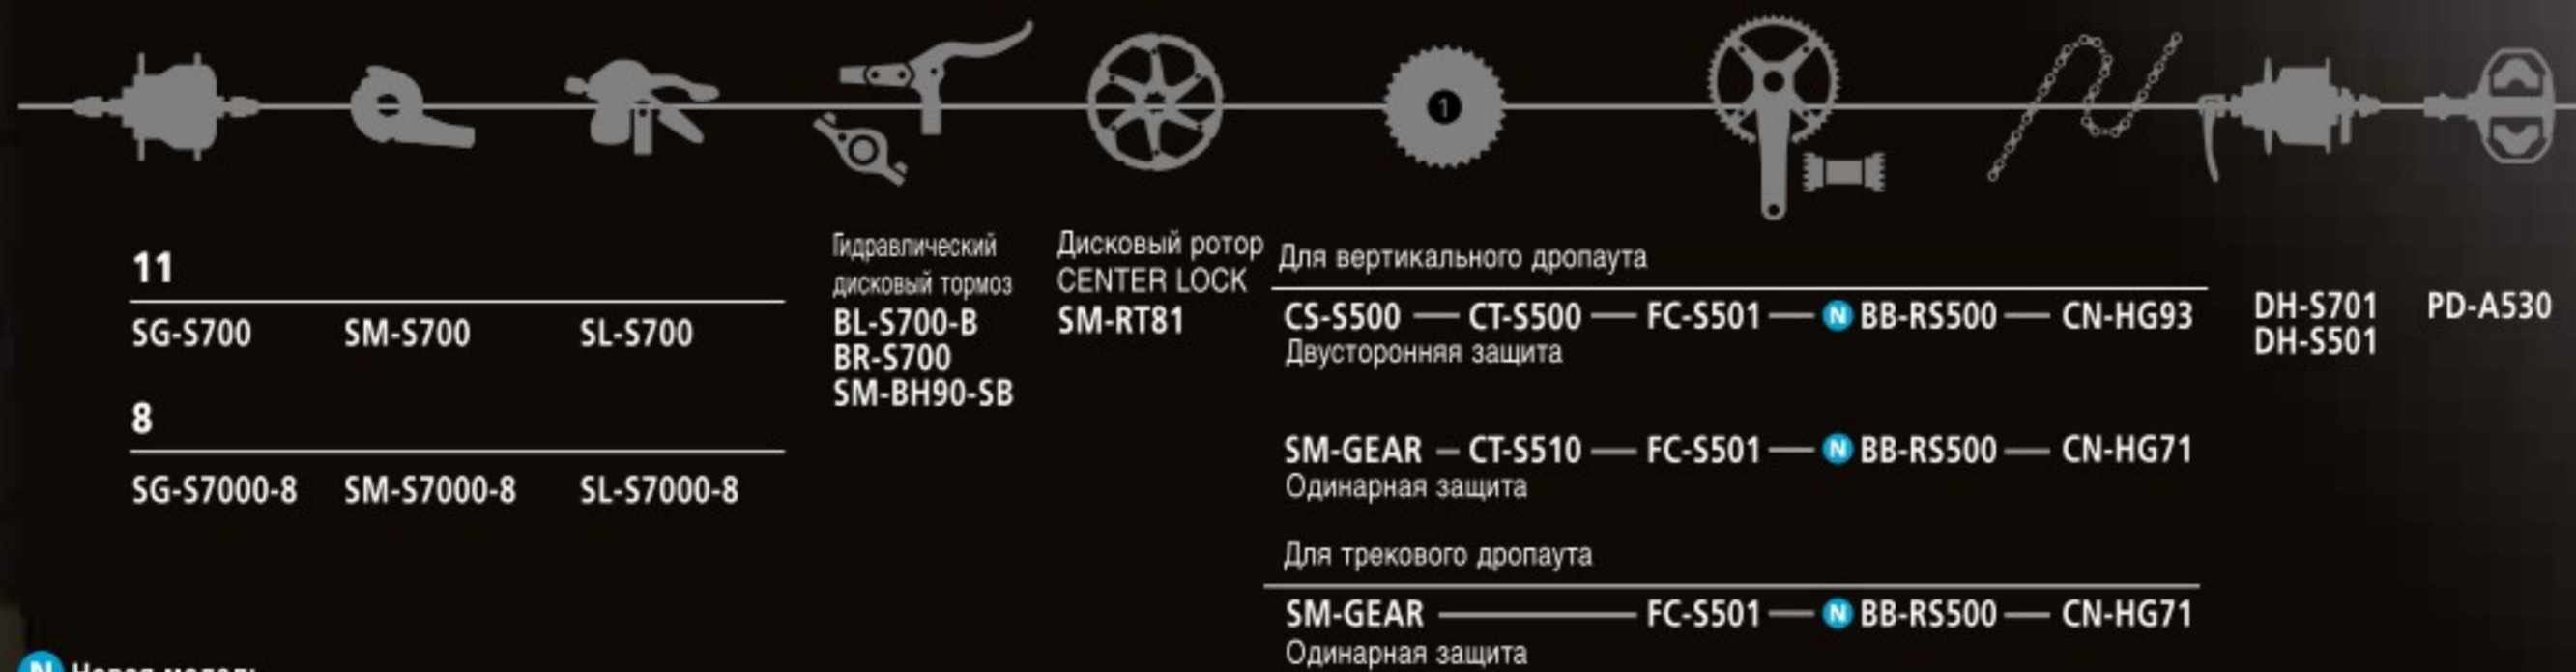 1
11
SG-S700 SM-S700 SL-S700
8
SG-S7000-8 SM-S7000-8 SL-S7000-8
Гидравлический
дисковый тормоз
BL-S700-B
BR-S700
SM-BH90-SB
Дисковый ротор
CENTER LOCK
SM-RT81
Для вертикального дропаута
CS-S500 — CT-S500 — FC-S501 — N BB-RS500 — CN-HG93
Двусторонняя защита
SM-GEAR — CT-S510 — FC-S501 — N BB-RS500 — CN-HG71
Одинарная защита
Для трекового дропаута
SM-GEAR — FC-S501 — N BB-RS500 — CN-HG71
Одинарная защита
DH-S701
DH-S501
PD-A530
N Новая модель